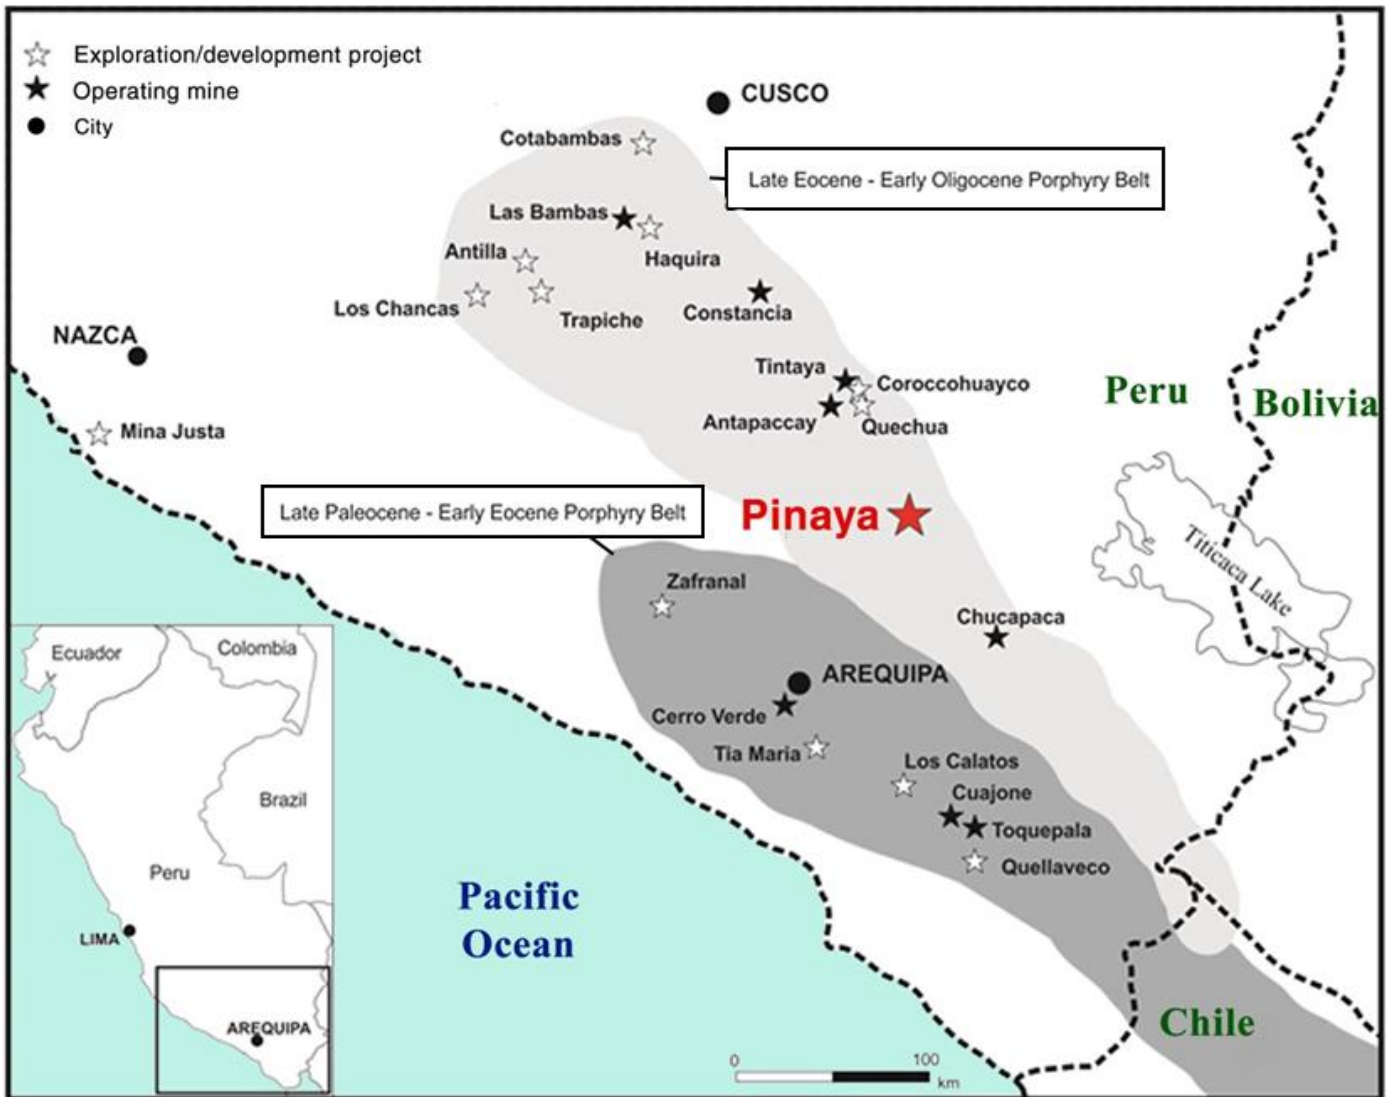 Exploration/development project
Operating mine
City
CUSCO
Cotabambas
Late Eocene - Early Oligocene Porphyry Belt
Las Bambas
Haquira
Antilla
Los Chancas
Trapiche
Constancia
NAZCA
Tintaya
Coroccohuayco
Peru
Bolivia
Antapaccay
Quechua
Mina Justa
Late Paleocene - Early Eocene Porphyry Belt
Pinaya
Titicaca Lake
Zafranal
Chucapaca
AREQUIPA
Cerro Verde
Tia Maria
Los Calatos
Cuajone
Toquepala
Quellaveco
Pacific
Ocean
Chile
0 100
km
Ecuador
Colombia
Brazil
Peru
LIMA
AREQUIPA